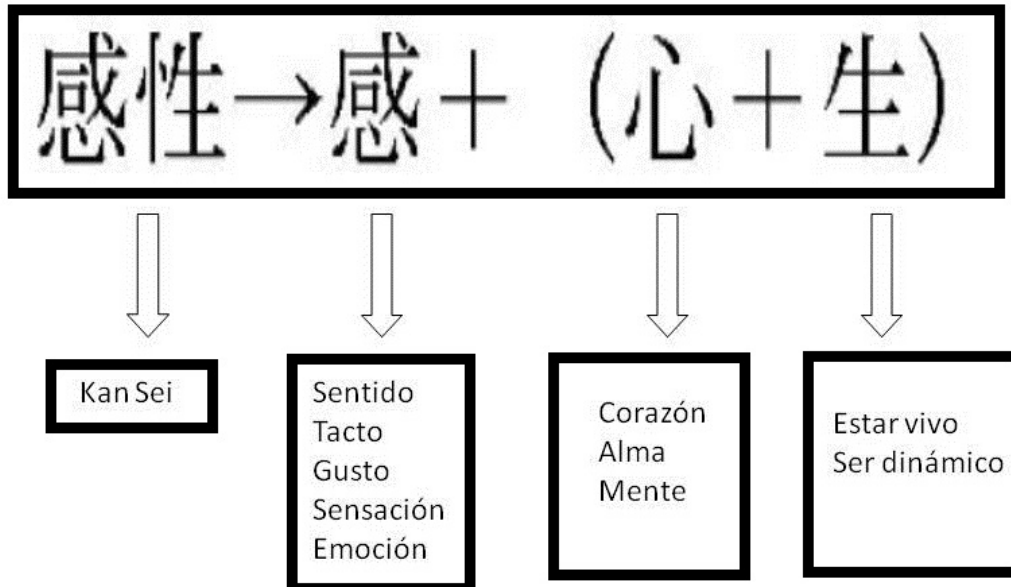 感性→感+ (心+生)
Kan Sei
Sentido
Tacto
Gusto
Sensación
Emoción
Corazón
Alma
Mente
Estar vivo
Ser dinámico